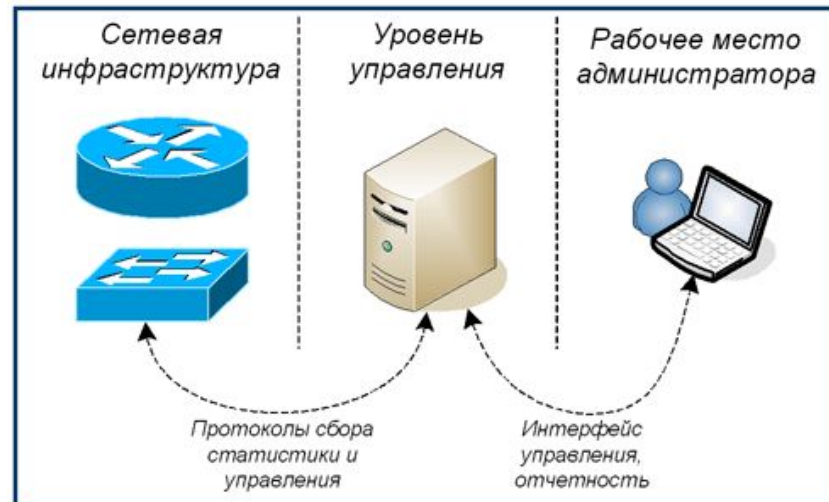 Сетевая
инфраструктура
Уровень
управления
Рабочее место
администратора
Протоколы сбора
статистики и
управления
Интерфейс
управления,
отчетность